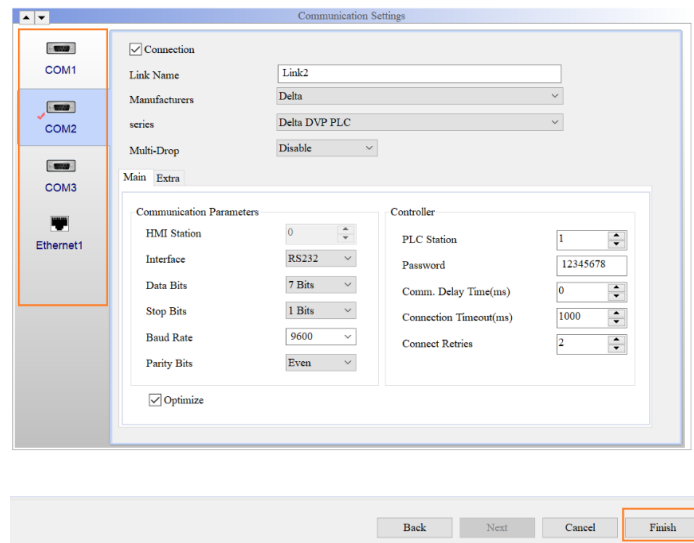 Communication Settings
COM1
COM2
COM3
Ethernet1
Connection
Link Name Link2
Manufacturers Delta
series Delta DVP PLC
Multi-Drop Disable
Main Extra
Communication Parameters
HMI Station 0
Interface RS232
Data Bits 7 Bits
Stop Bits 1 Bits
Baud Rate 9600
Parity Bits Even
Optimize
Controller
PLC Station 1
Password 12345678
Comm. Delay Time(ms) 0
Connection Timeout(ms) 1000
Connect Retries 2
Back Next Cancel Finish